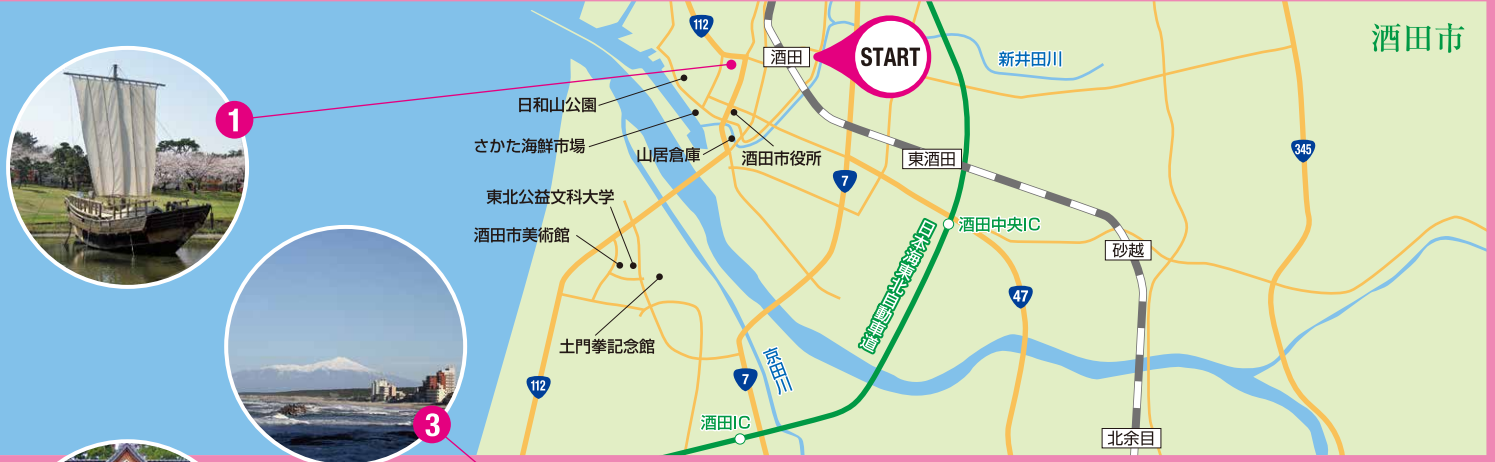 酒田市
112
酒田
START
新井田川
1
日和山公園
さかた海鮮市場
山居倉庫
酒田市役所
東酒田
345
7
東北公益文科大学
酒田市美術館
酒田中央IC
日本海東北自動車道
砂越
47
土門拳記念館
京田川
112
7
3
酒田IC
北余目